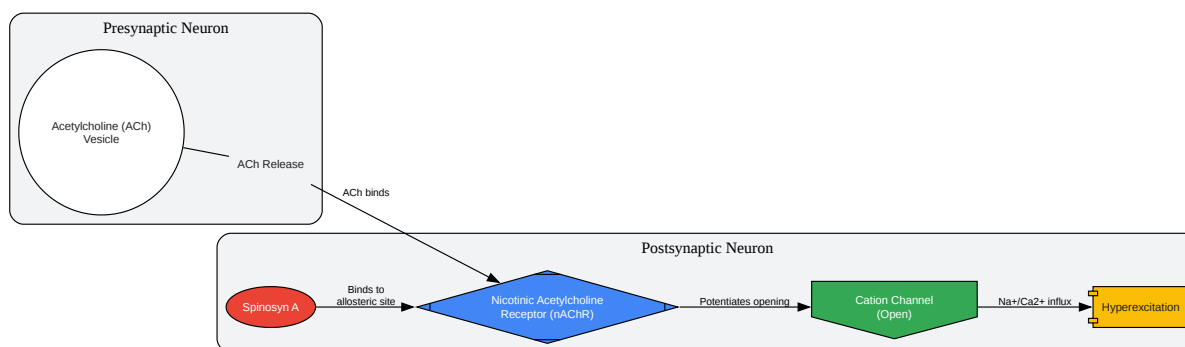 Presynaptic Neuron
Acetylcholine (ACh)
Vesicle
ACh Release
ACh binds
Postsynaptic Neuron
Spinosyn A
Binds to
allosteric site
Nicotinic Acetylcholine
Receptor (nAChR)
Potentiates opening
Cation Channel
(Open)
Na+/Ca2+ influx
Hyperexcitation